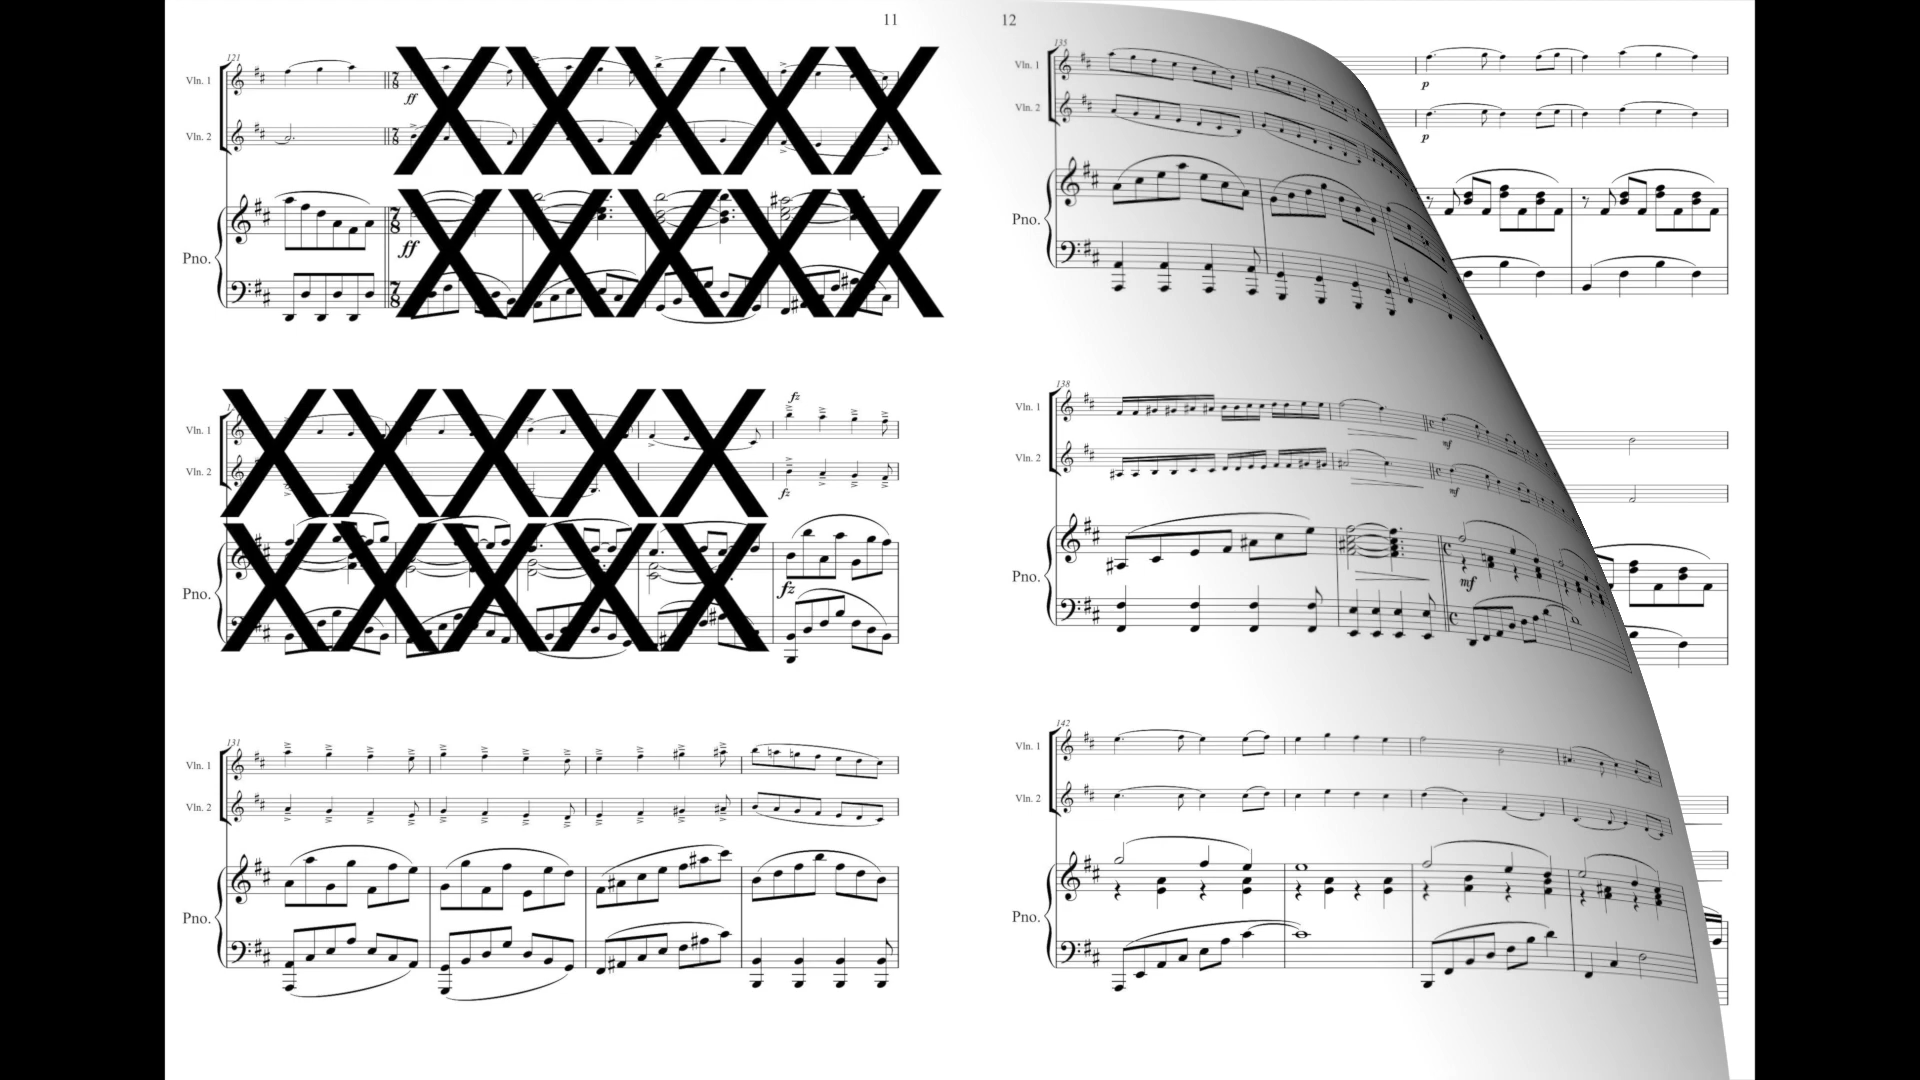 11
121
Vln. 1
ff
Vln. 2
Pno.
ff
fz
Vln. 1
Vln. 2
fz
Pno.
fz
131
Vln. 1
Vln. 2
Pno.
12
135
Vln. 1
p
Vln. 2
p
Pno.
138
Vln. 1
mf
Vln. 2
mf
Pno.
mf
142
Vln. 1
Vln. 2
Pno.